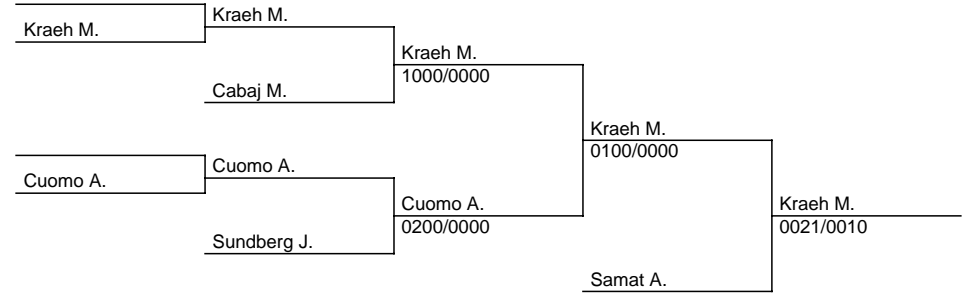 Kraeh M.
Kraeh M.
Cabaj M.
Kraeh M.
1000/0000
Cuomo A.
Cuomo A.
Sundberg J.
Cuomo A.
0200/0000
Kraeh M.
0100/0000
Samat A.
Kraeh M.
0021/0010